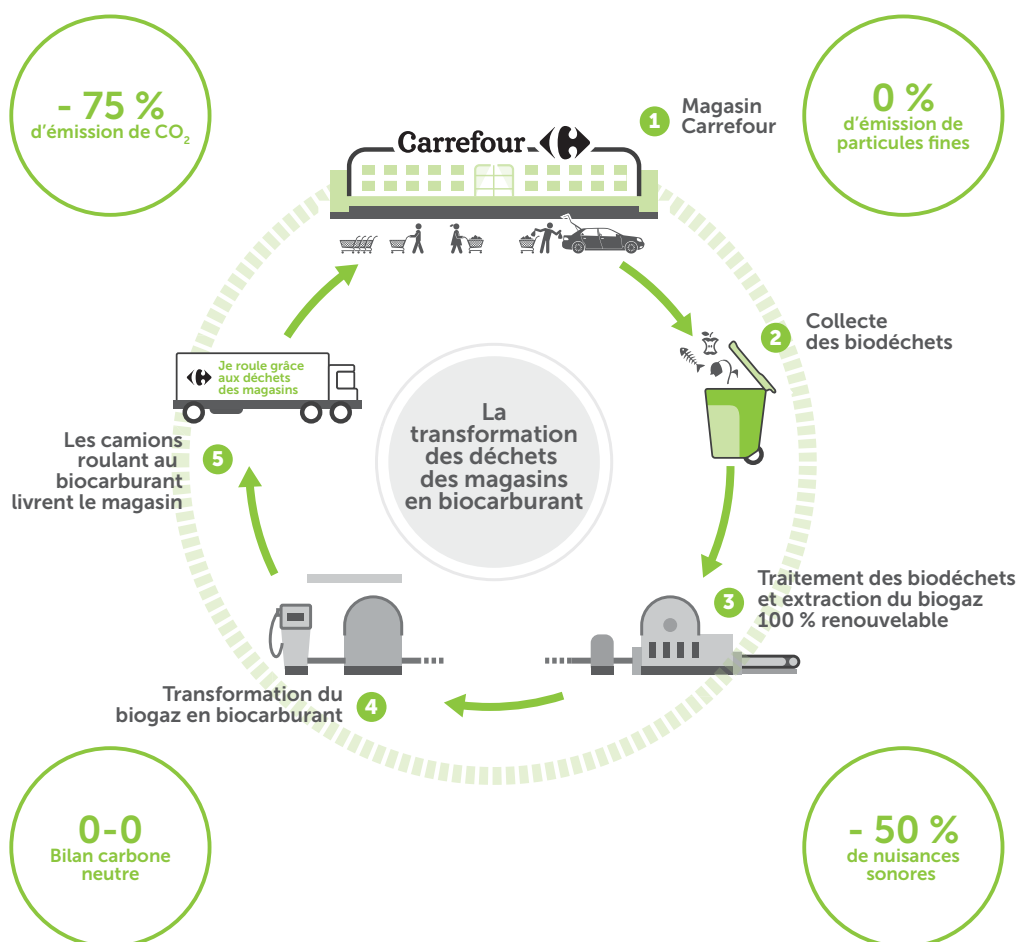 - 75 %
d'émission de CO₂
0 %
d'émission de
particules fines
Carrefour
1
Magasin
Carrefour
2
Collecte
des biodéchets
Je roule grâce
aux déchets
des magasins
La
transformation
des déchets
des magasins
en biocarburant
Les camions
roulant au
biocarburant
livrent le magasin
5
3
Traitement des biodéchets
et extraction du biogaz
100 % renouvelable
Transformation du
biogaz en biocarburant
4
0-0
Bilan carbone
neutre
- 50 %
de nuisances
sonores